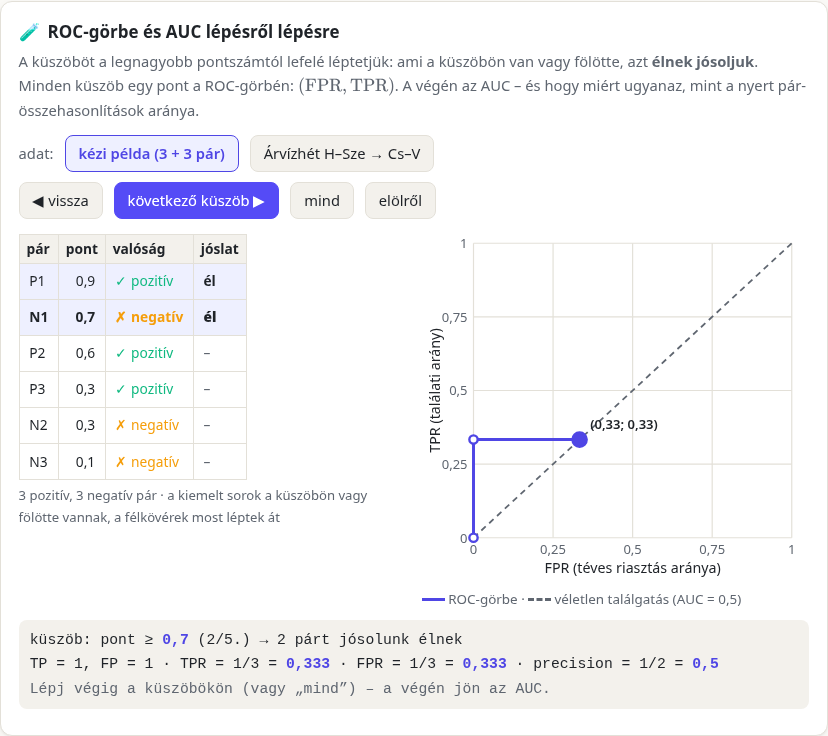 🧪 ROC-görbe és AUC lépésről lépésre
A küszöböt a legnagyobb pontszámtól lefelé léptetjük: ami a küszöbön van vagy fölötte, azt élnek jósoljuk.
Minden küszöb egy pont a ROC-görbén: (FPR, TPR). A végén az AUC – és hogy miért ugyanaz, mint a nyert pár-
összehasonlítások aránya.
adat: kézi példa (3 + 3 pár) Árvízhét H–Sze → Cs–V
◀ vissza következő küszöb ▶ mind elölről
pár pont valóság jóslat
P1 0,9 ✓ pozitív él
N1 0,7 ✗ negatív él
P2 0,6 ✓ pozitív –
P3 0,3 ✓ pozitív –
N2 0,3 ✗ negatív –
N3 0,1 ✗ negatív –
3 pozitív, 3 negatív pár · a kiemelt sorok a küszöbön vagy
fölötte vannak, a félkövérek most léptek át
1
0,75
0,5
0,25
0
TPR (találati arány)
(0,33; 0,33)
0 0,25 0,5 0,75 1
FPR (téves riasztás aránya)
ROC-görbe · véletlen találgatás (AUC = 0,5)
küszöb: pont ≥ 0,7 (2/5.) → 2 párt jósolunk élnek
TP = 1, FP = 1 · TPR = 1/3 = 0,333 · FPR = 1/3 = 0,333 · precision = 1/2 = 0,5
Lépj végig a küszöbökön (vagy „mind”) – a végén jön az AUC.